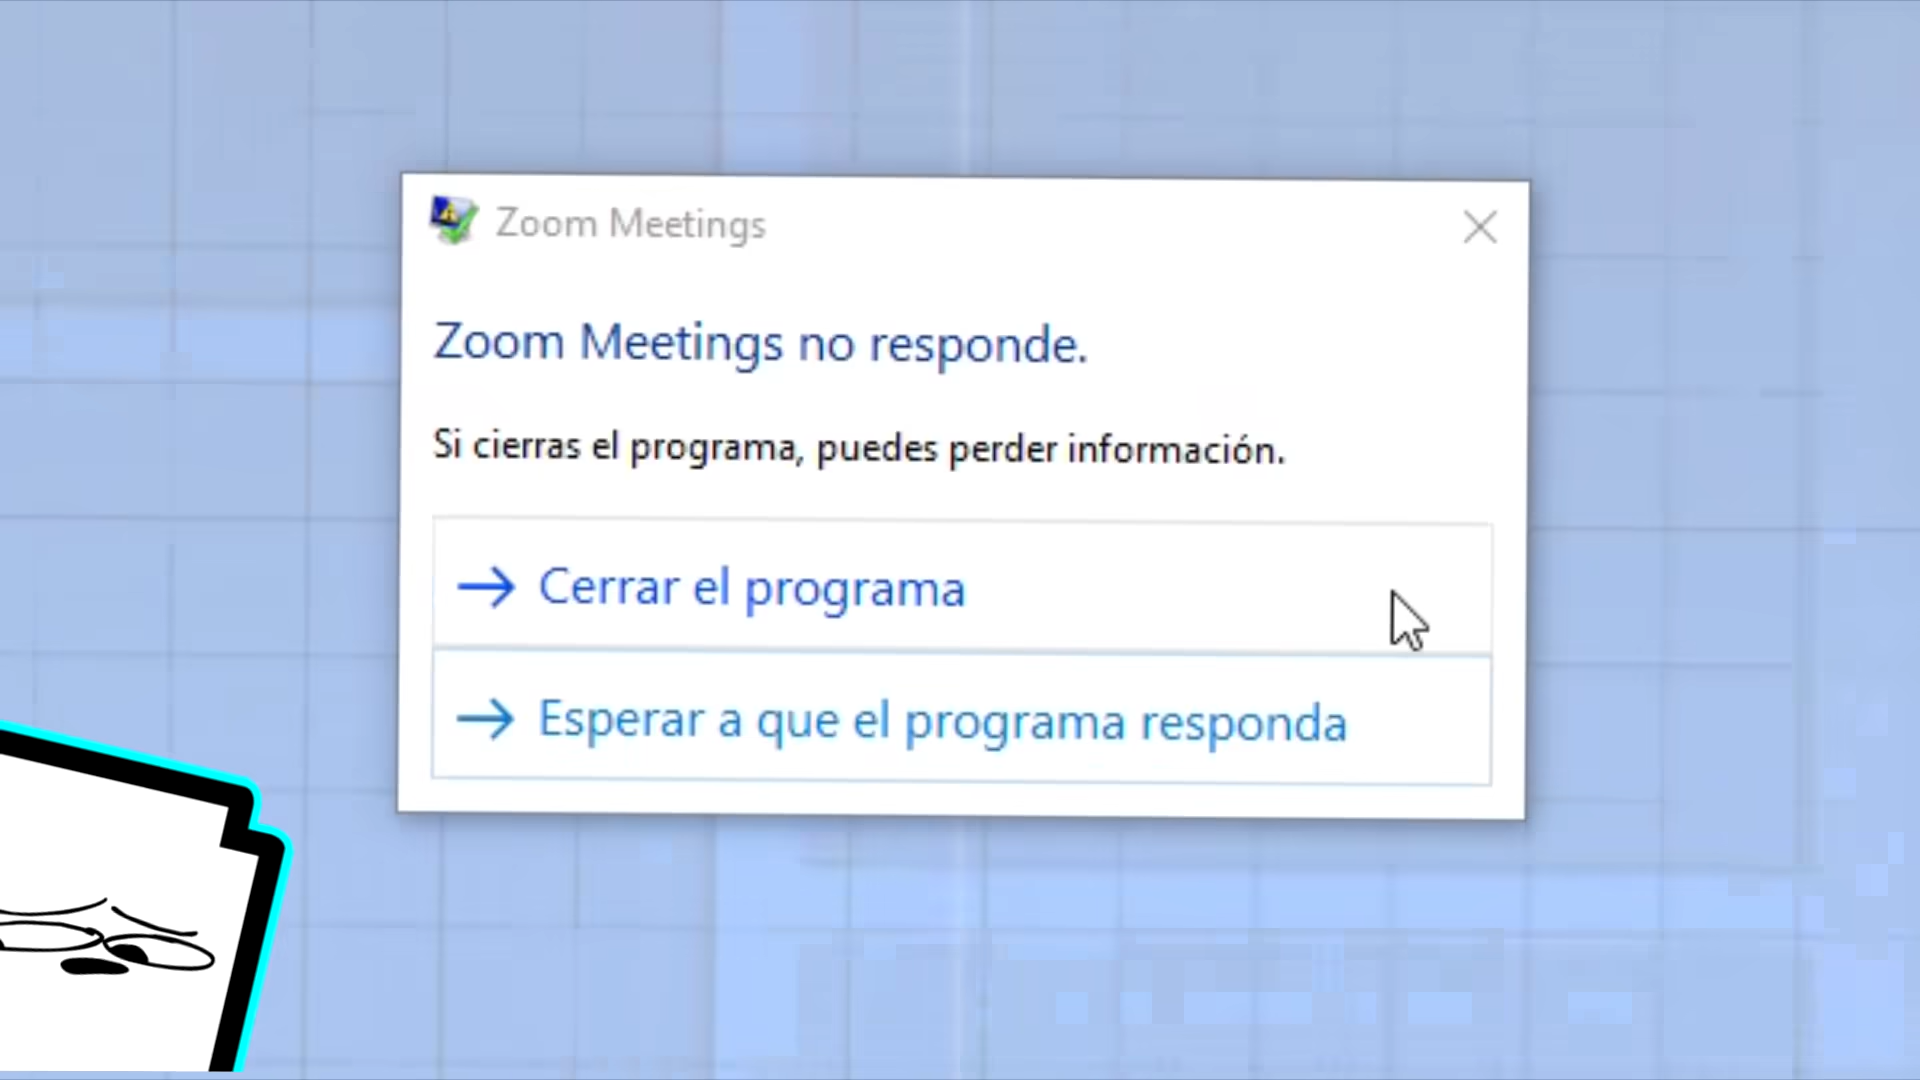 Zoom Meetings
Zoom Meetings no responde.
Si cierras el programa, puedes perder información.
Cerrar el programa
Esperar a que el programa responda